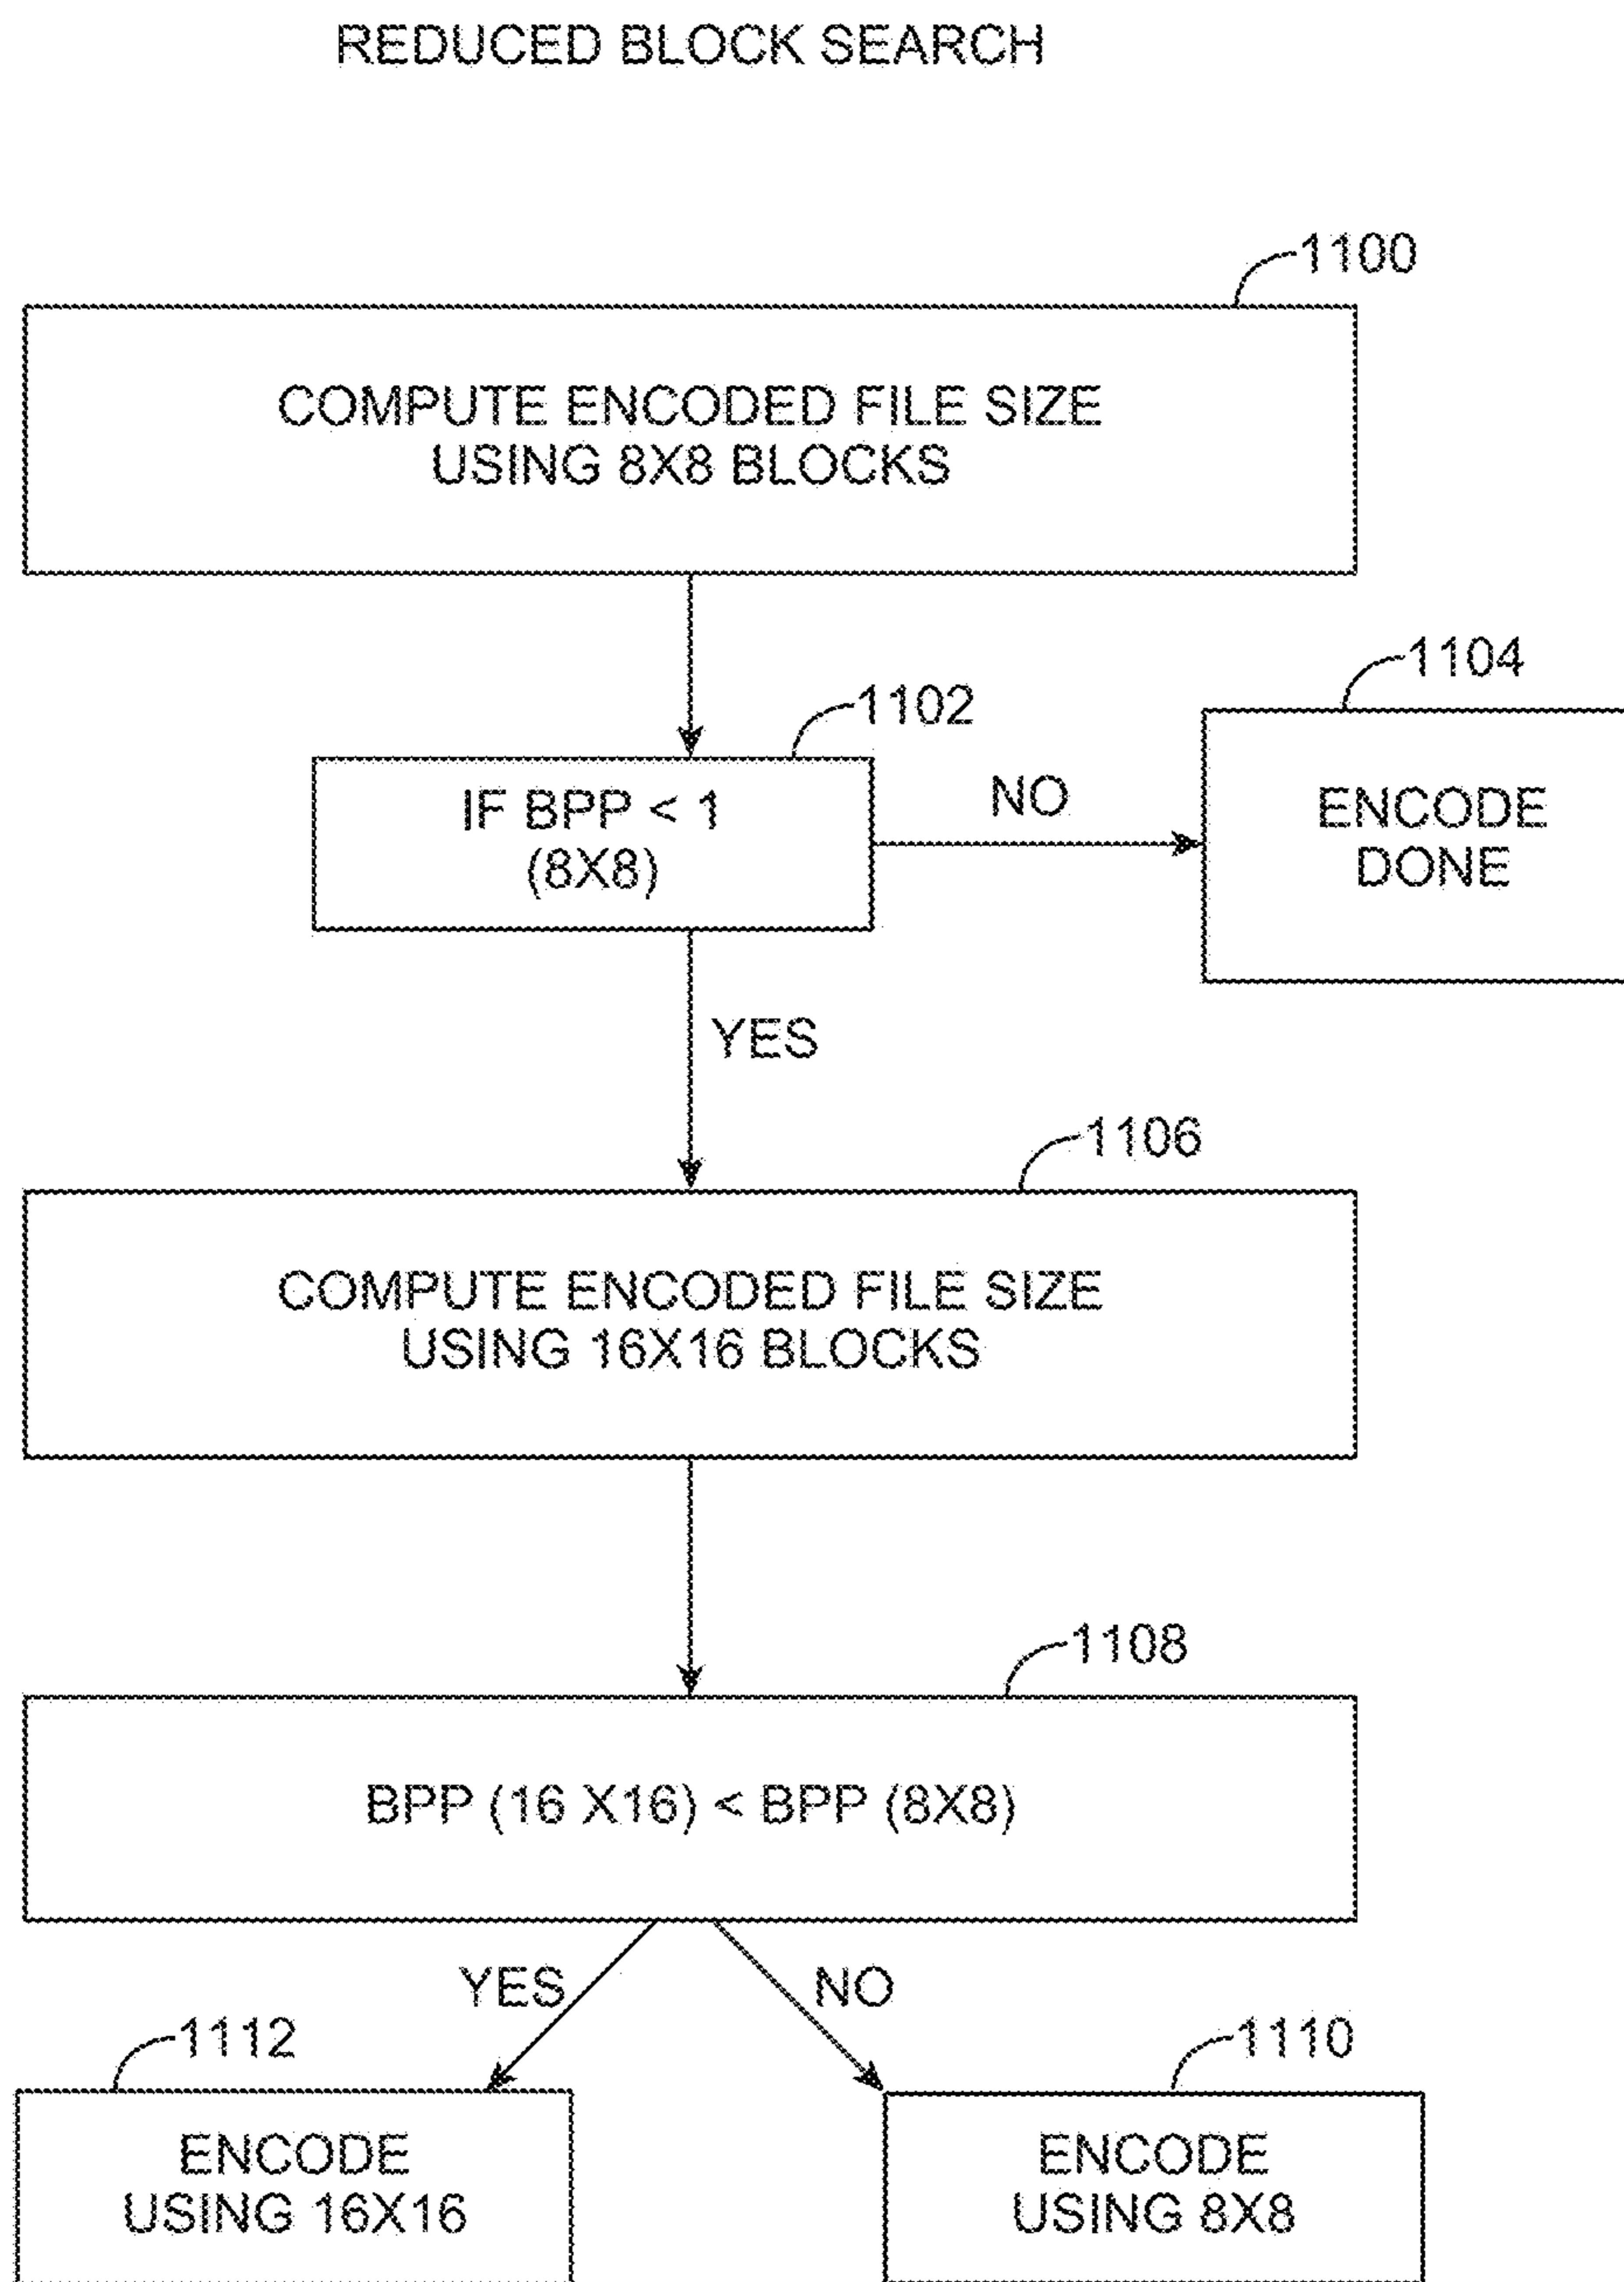 REDUCED BLOCK SEARCH
1100
COMPUTE ENCODED FILE SIZE
USING 8X8 BLOCKS
1102
1104
IF BPP < 1
(8X8)
NO
ENCODE
DONE
YES
1106
COMPUTE ENCODED FILE SIZE
USING 16X16 BLOCKS
1108
BPP (16 X16) < BPP (8X8)
YES
NO
1112
1110
ENCODE
USING 16X16
ENCODE
USING 8X8